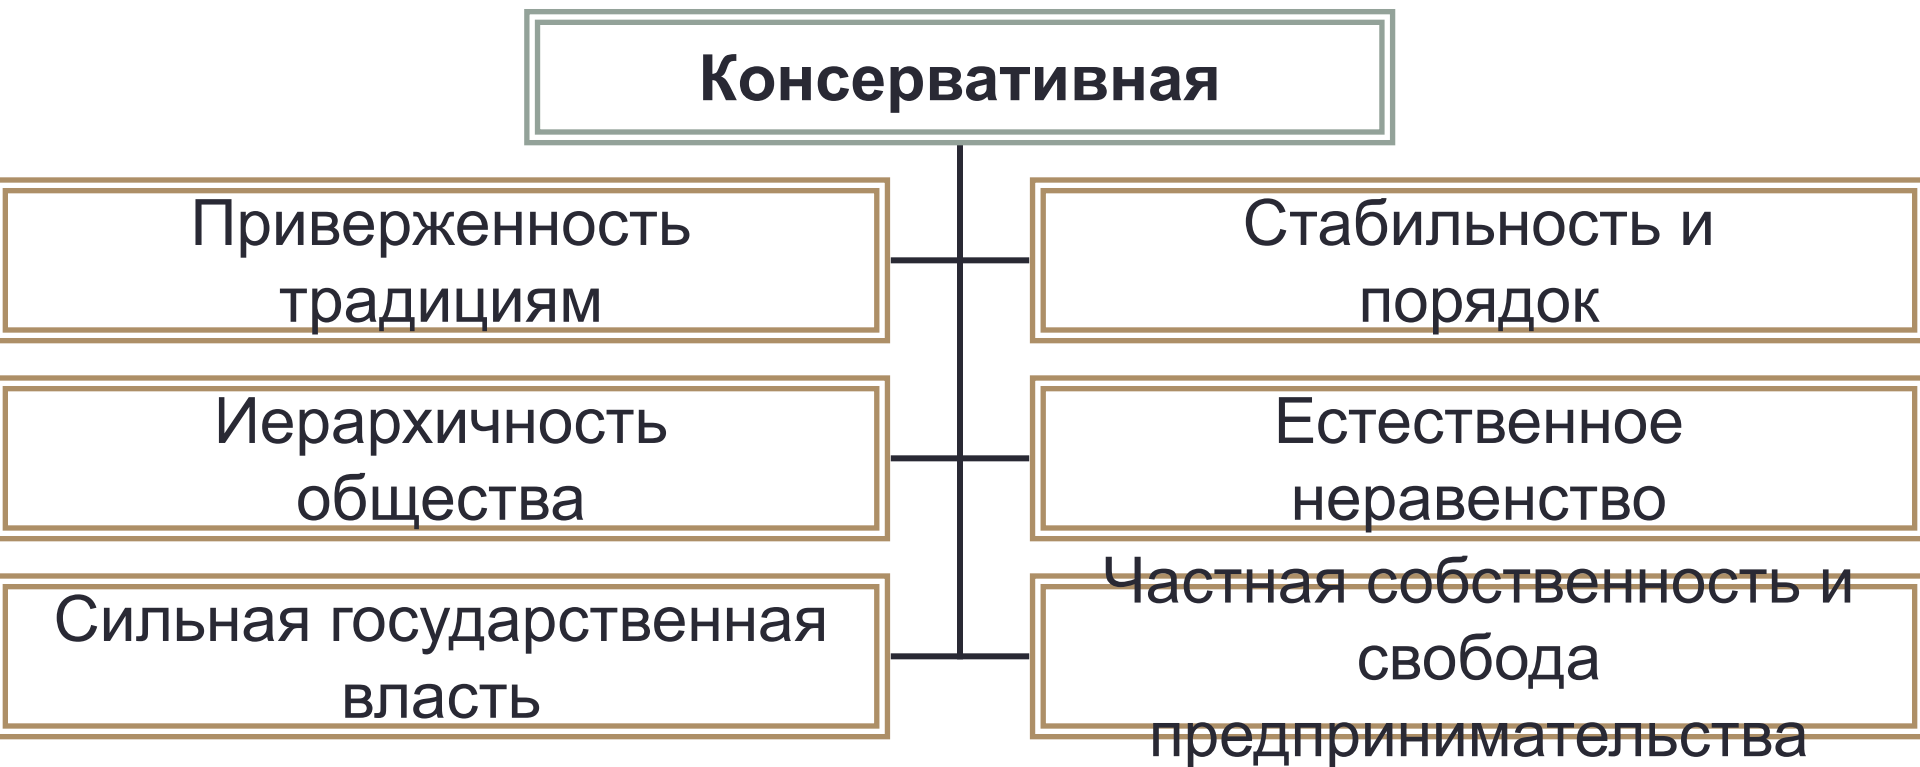 Консервативная
Приверженность
традициям
Стабильность и
порядок
Иерархичность
общества
Естественное
неравенство
Сильная государственная
власть
Частная собственность и
свобода
предпринимательства